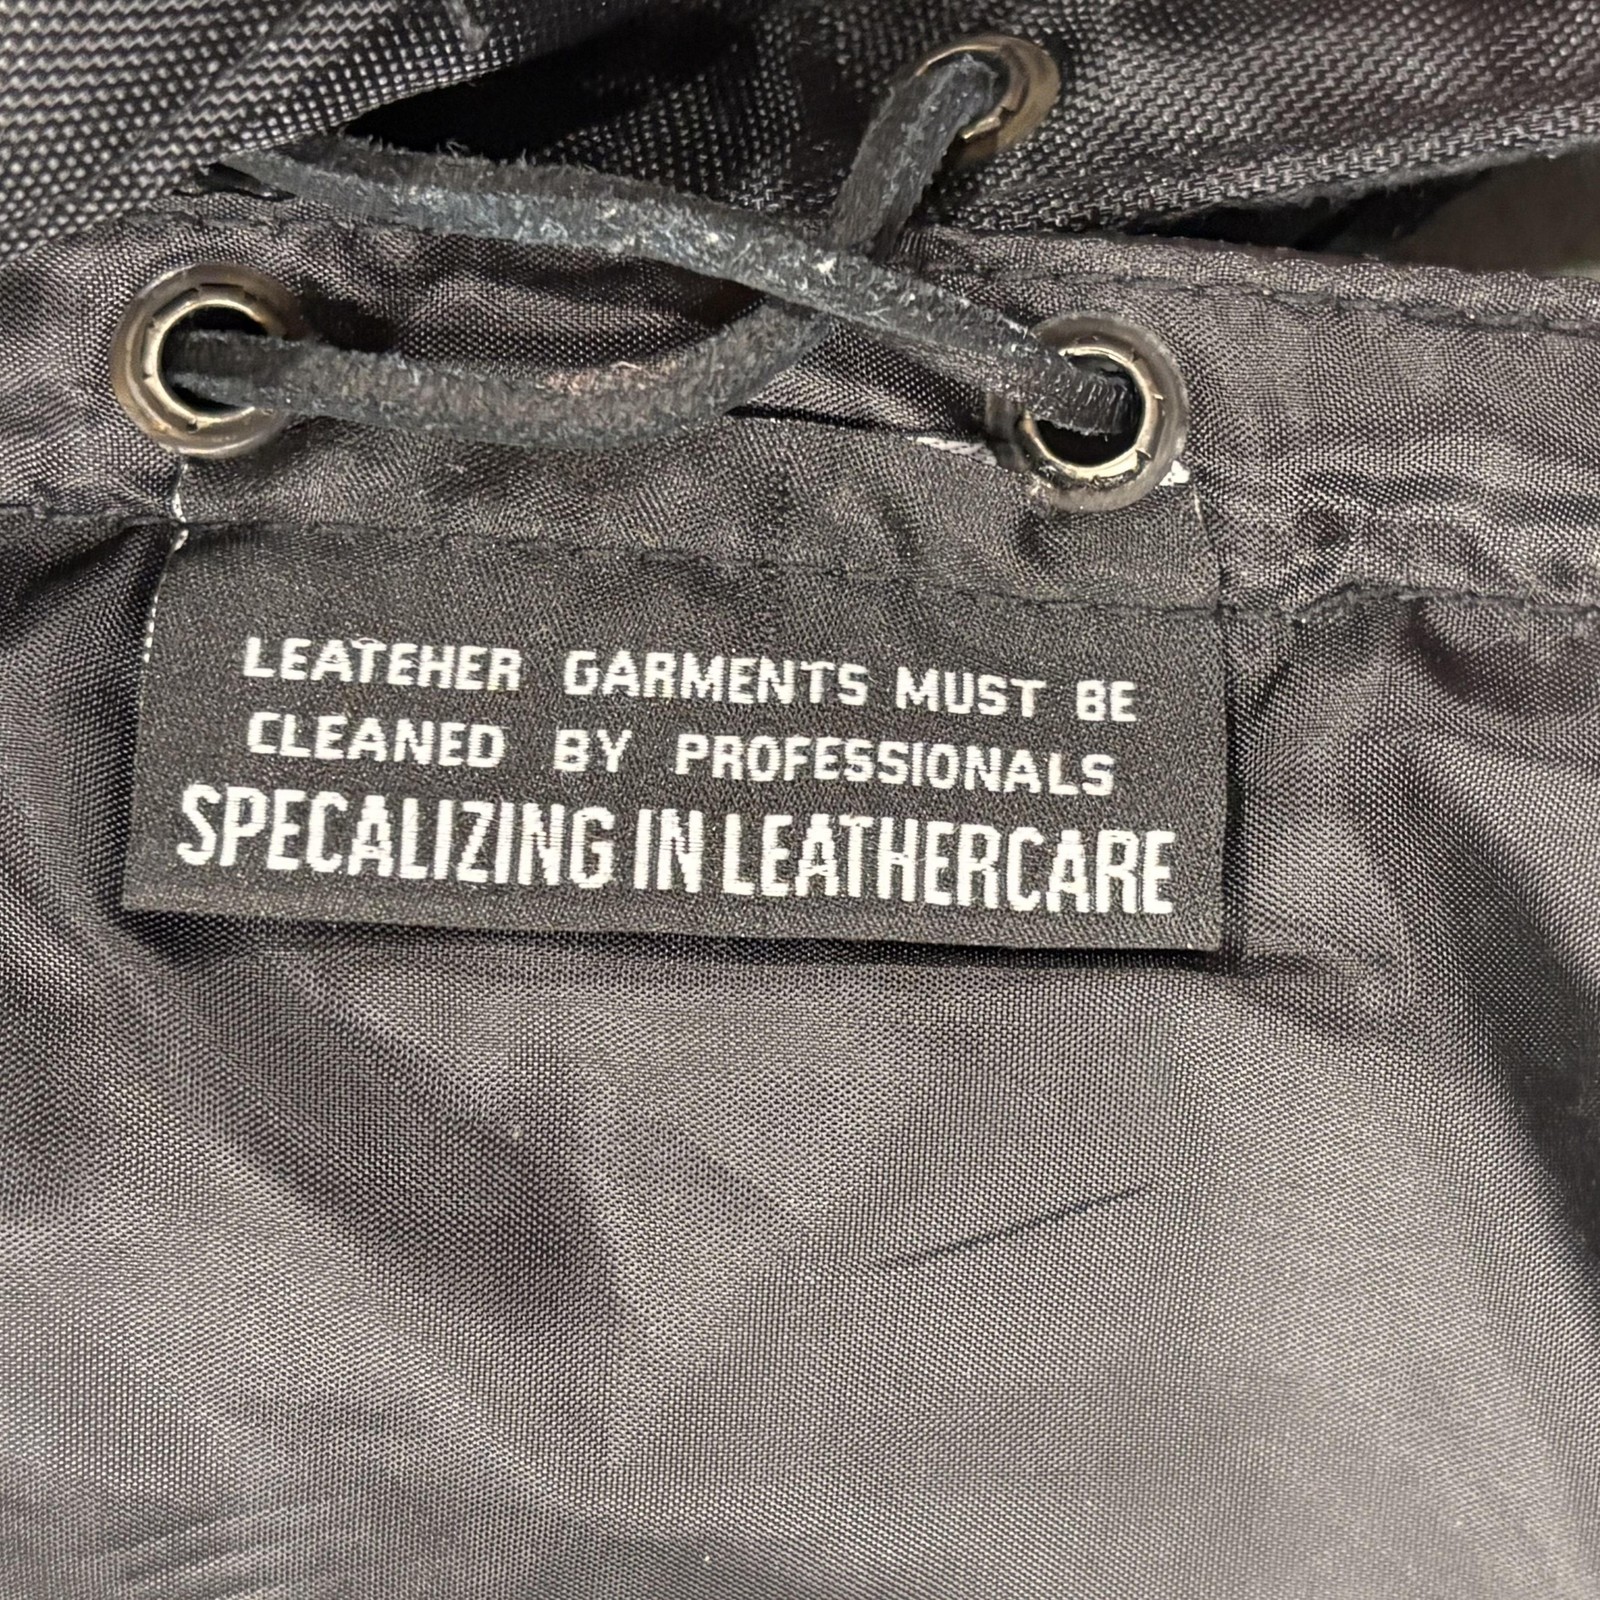 LEATEHER GARMENTS MUST BE
CLEANED BY PROFESSIONALS
SPECALIZING IN LEATHERCARE